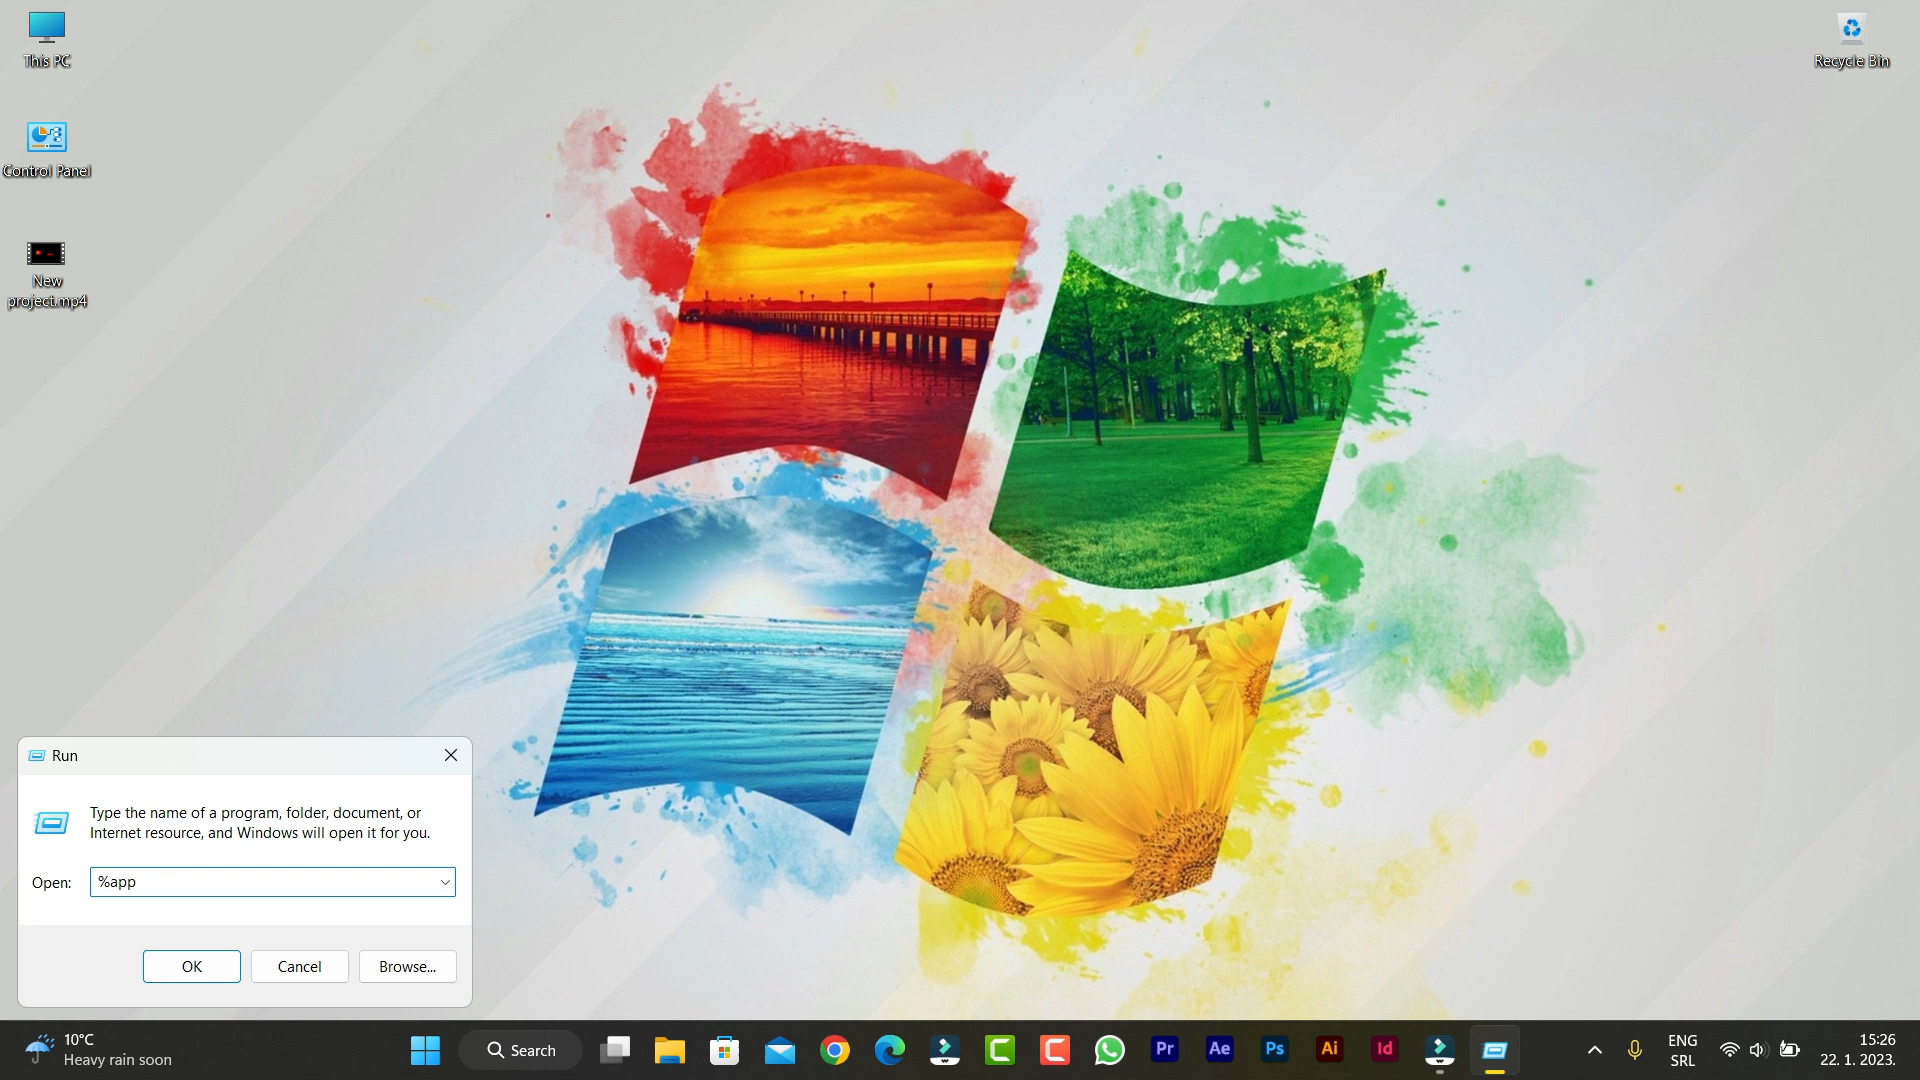 This PC
Recycle Bin
Control Panel
New
project.mp4
Run
Type the name of a program, folder, document, or
Internet resource, and Windows will open it for you.
Open:
%app
OK
Cancel
Browse...
10°C
Heavy rain soon
Search
Pr
Ae
Ps
Ai
Id
ENG
SRL
15:26
22. 1. 2023.